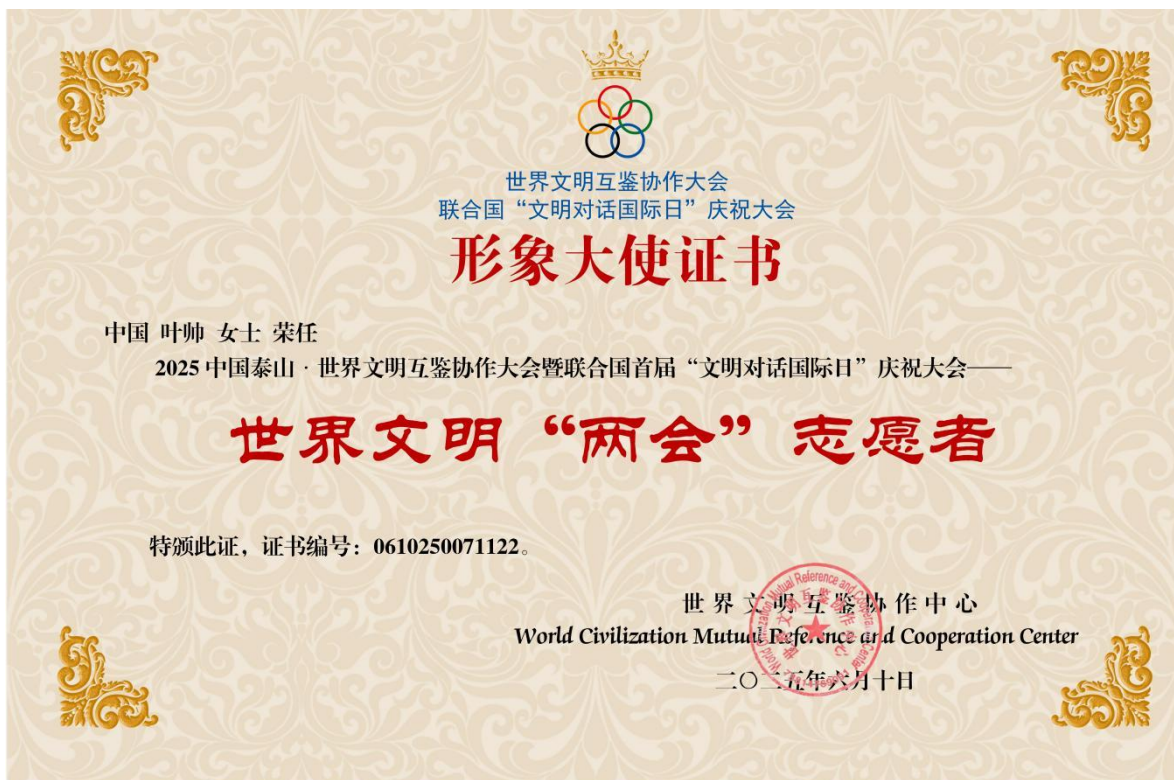 世界文明互鉴协作大会
联合国“文明对话国际日”庆祝大会
形象大使证书
中国 叶帅 女士 荣任
2025中国泰山·世界文明互鉴协作大会暨联合国首届“文明对话国际日”庆祝大会——
世界文明“两会”志愿者
特颁此证，证书编号：0610250071122。
世界文明互鉴协作中心
World Civilization Mutual Reference and Cooperation Center
二〇二五年六月十日